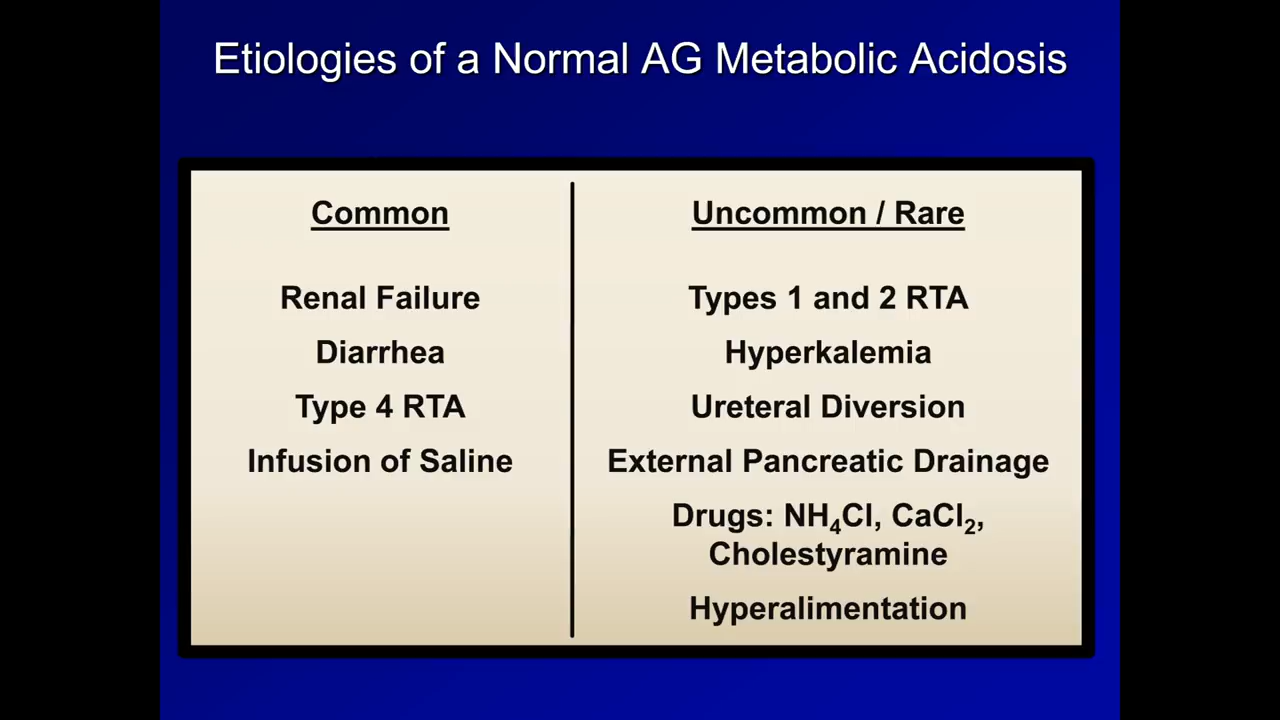 Etiologies of a Normal AG Metabolic Acidosis
Common
Renal Failure
Diarrhea
Type 4 RTA
Infusion of Saline
Uncommon / Rare
Types 1 and 2 RTA
Hyperkalemia
Ureteral Diversion
External Pancreatic Drainage
Drugs: NH₄Cl, CaCl₂,
Cholestyramine
Hyperalimentation